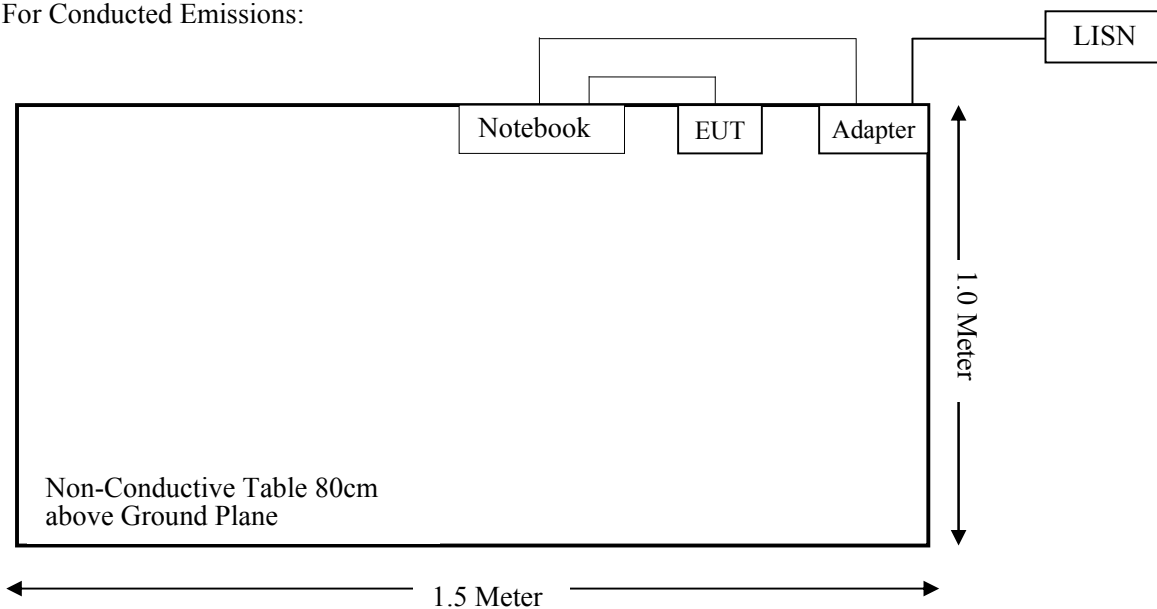 For Conducted Emissions:
LISN
Notebook
EUT
Adapter
1.0 Meter
Non-Conductive Table 80cm
above Ground Plane
1.5 Meter